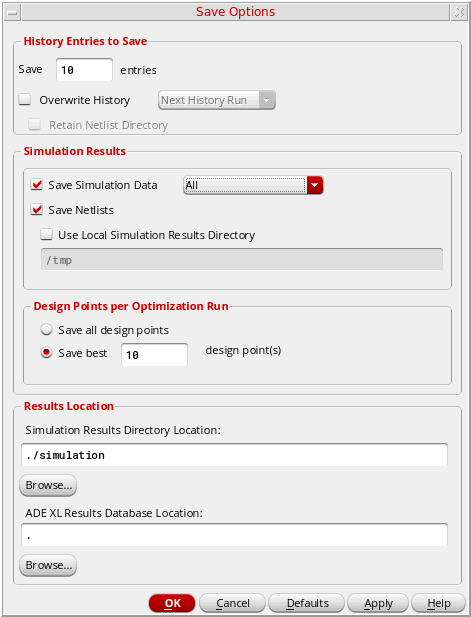 Save Options
History Entries to Save
Save 10 entries
Overwrite History Next History Run
Retain Netlist Directory
Simulation Results
Save Simulation Data All
Save Netlists
Use Local Simulation Results Directory
/tmp
Design Points per Optimization Run
Save all design points
Save best 10 design point(s)
Results Location
Simulation Results Directory Location:
./simulation
Browse...
ADE XL Results Database Location:
.
Browse...
OK Cancel Defaults Apply Help